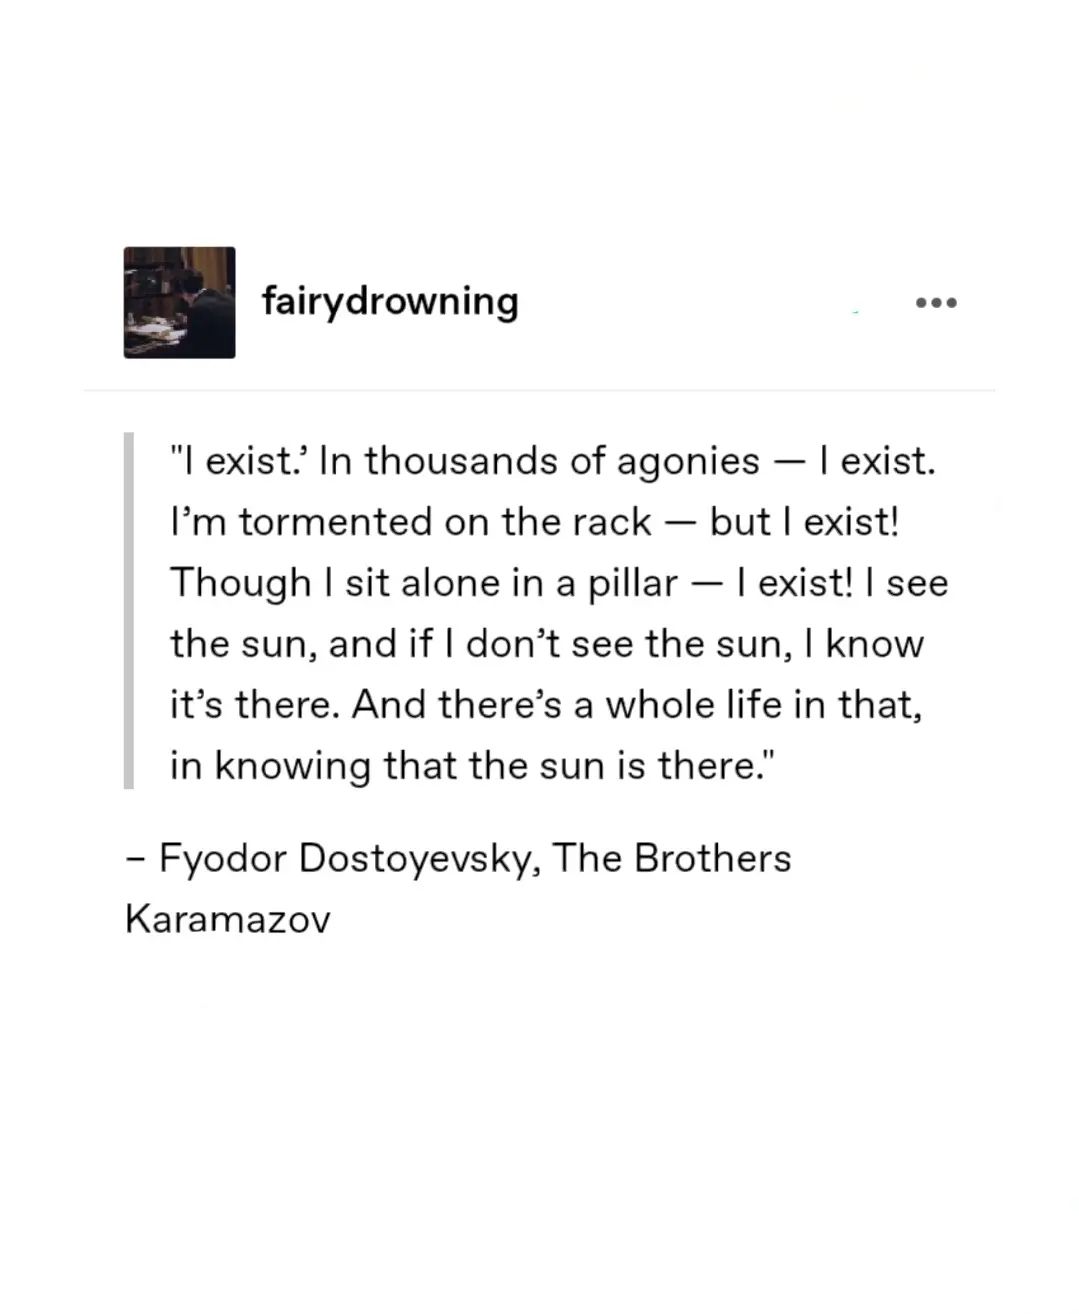 fairydrowning
"I exist.’ In thousands of agonies — I exist.
I’m tormented on the rack — but I exist!
Though I sit alone in a pillar — I exist! I see
the sun, and if I don’t see the sun, I know
it’s there. And there’s a whole life in that,
in knowing that the sun is there."
– Fyodor Dostoyevsky, The Brothers
Karamazov